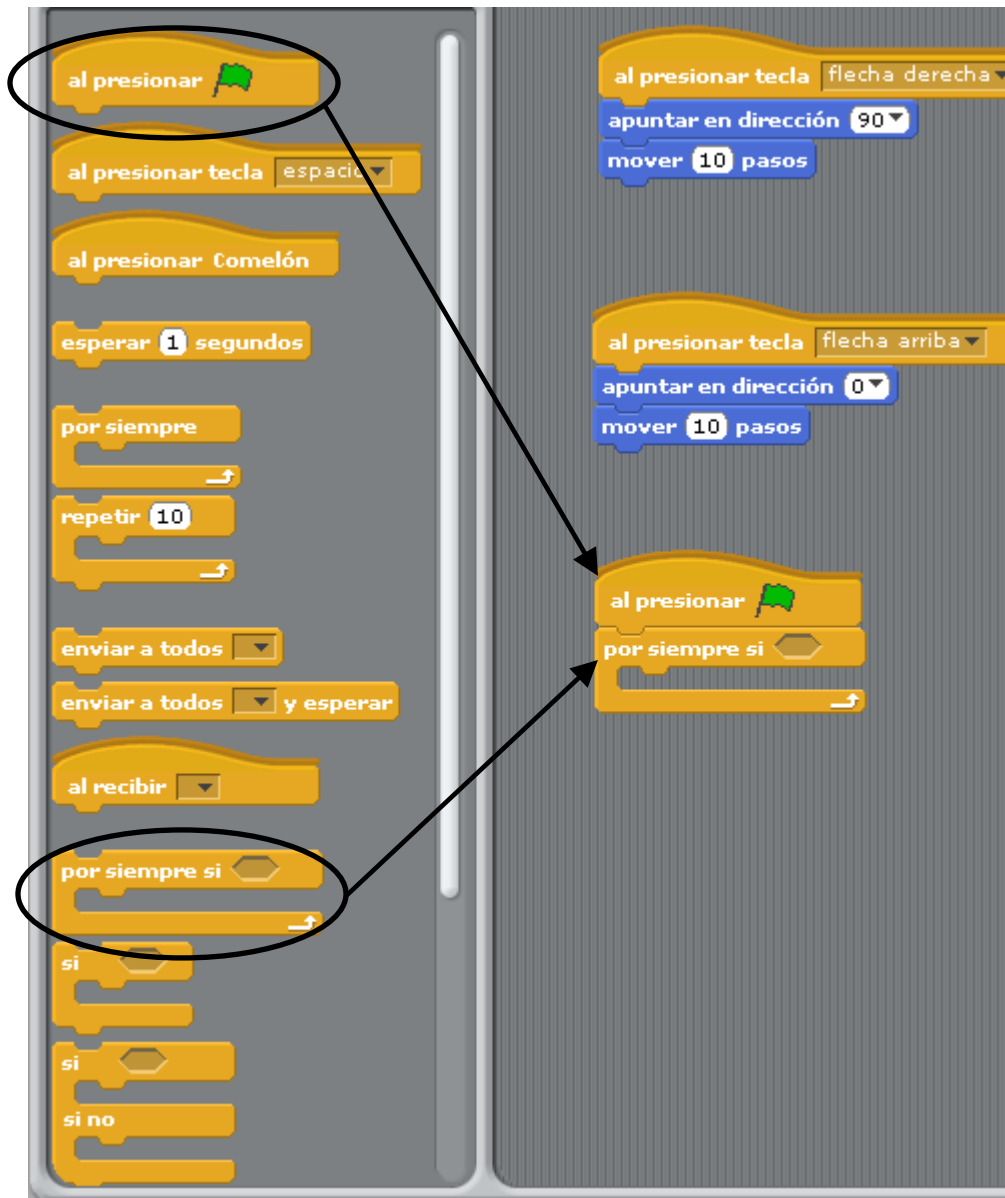 al presionar
al presionar tecla espacio
al presionar Comelón
esperar 1 segundos
por siempre
repetir 10
enviar a todos
enviar a todos y esperar
al recibir
por siempre si
si
si
si no
al presionar tecla flecha derecha
apuntar en dirección 90
mover 10 pasos
al presionar tecla flecha arriba
apuntar en dirección 0
mover 10 pasos
al presionar
por siempre si